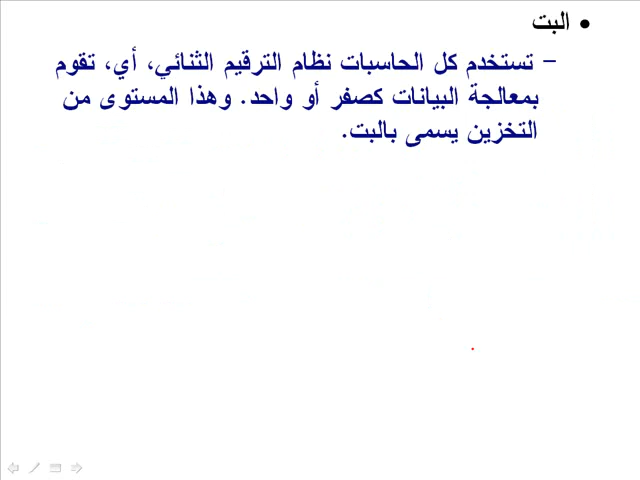 • البت
– تستخدم كل الحاسبات نظام الترقيم الثنائي، أي، تقوم
بمعالجة البيانات كصفر أو واحد. وهذا المستوى من
التخزين يسمى بالبت.